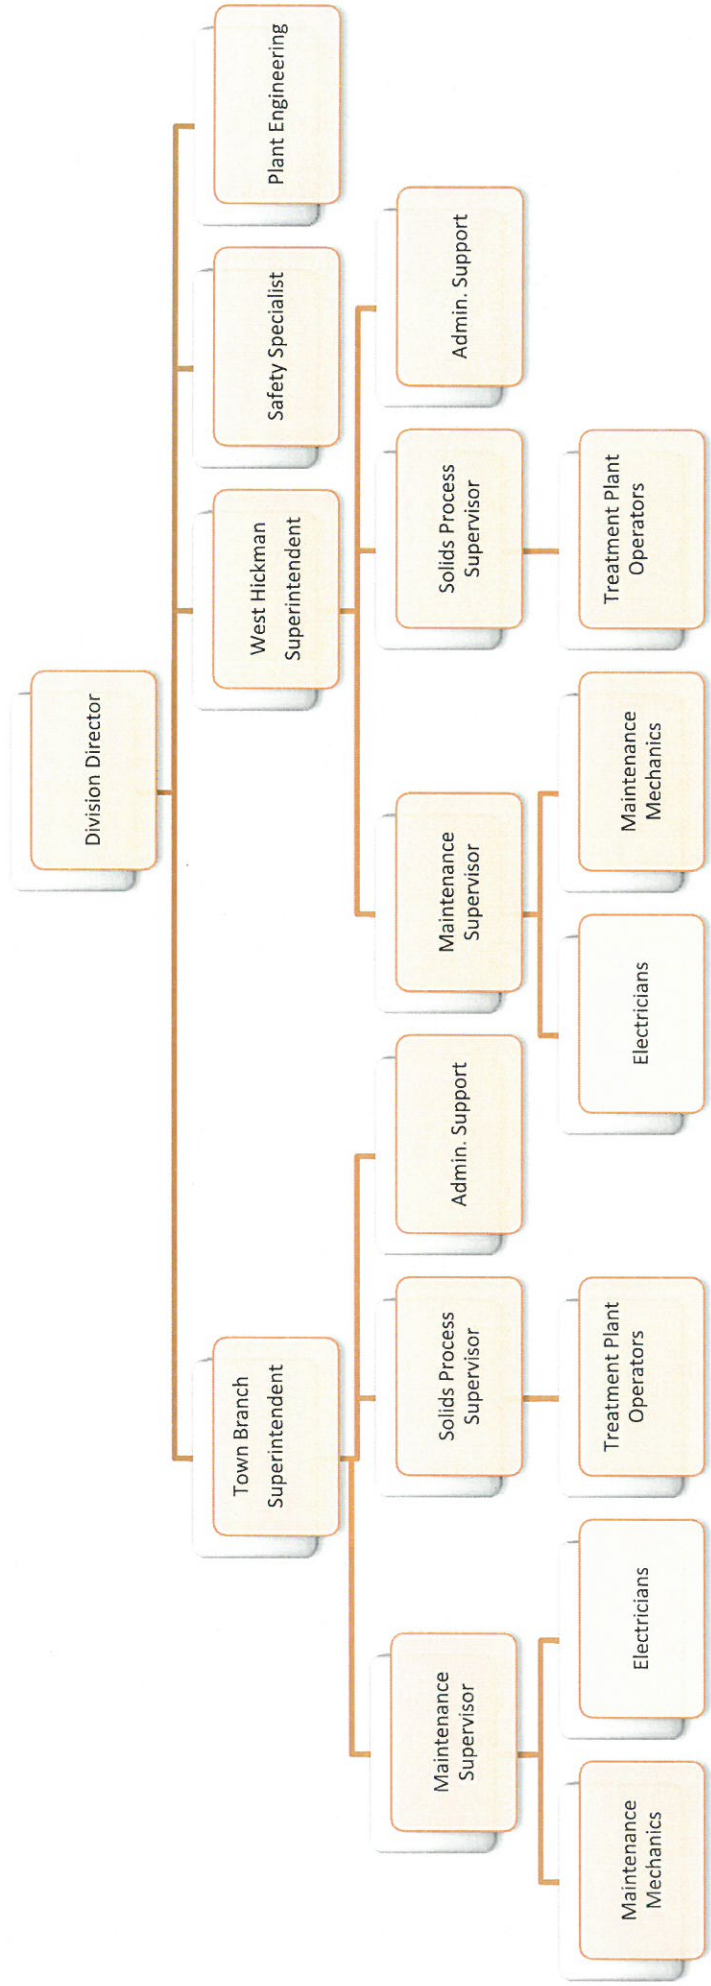 Division Director
Town Branch
Superintendent
West Hickman
Superintendent
Safety Specialist
Plant Engineering
Maintenance
Supervisor
Solids Process
Supervisor
Admin. Support
Maintenance
Supervisor
Solids Process
Supervisor
Admin. Support
Maintenance
Mechanics
Electricians
Treatment Plant
Operators
Electricians
Maintenance
Mechanics
Treatment Plant
Operators